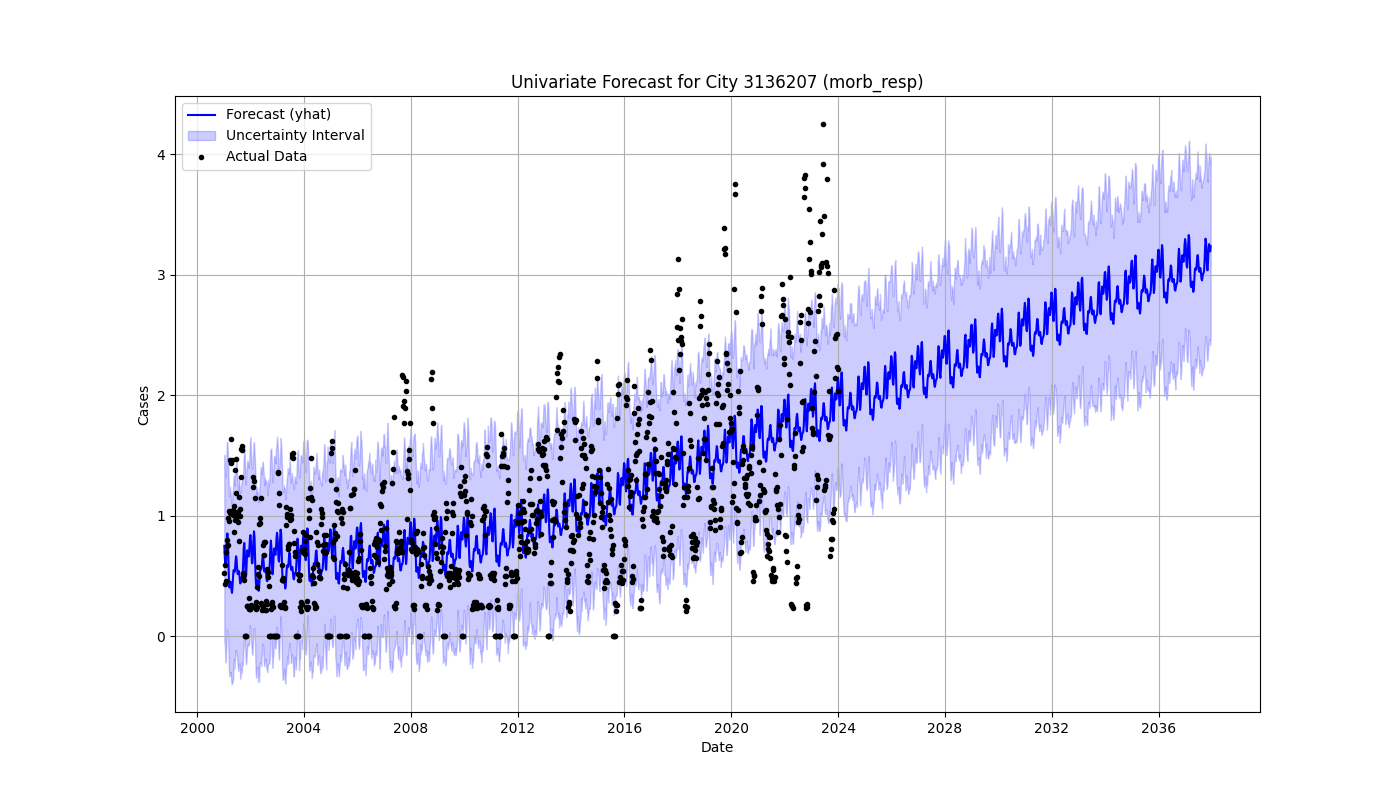 Univariate Forecast for City 3136207 (morb_resp)
Forecast (yhat)
Uncertainty Interval
Actual Data
4
3
2
1
0
Cases
2000 2004 2008 2012 2016 2020 2024 2028 2032 2036
Date